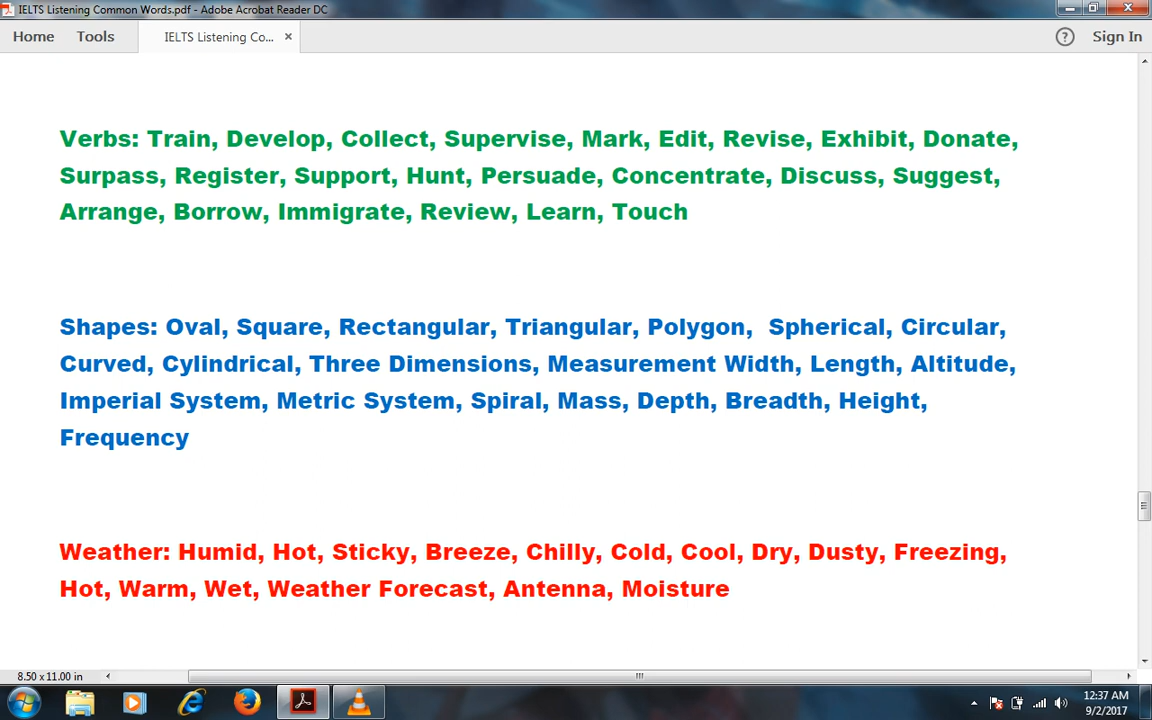 IELTS Listening Common Words.pdf - Adobe Acrobat Reader DC
Home Tools IELTS Listening Co... × ? Sign In
Verbs: Train, Develop, Collect, Supervise, Mark, Edit, Revise, Exhibit, Donate,
Surpass, Register, Support, Hunt, Persuade, Concentrate, Discuss, Suggest,
Arrange, Borrow, Immigrate, Review, Learn, Touch
Shapes: Oval, Square, Rectangular, Triangular, Polygon,  Spherical, Circular,
Curved, Cylindrical, Three Dimensions, Measurement Width, Length, Altitude,
Imperial System, Metric System, Spiral, Mass, Depth, Breadth, Height,
Frequency
Weather: Humid, Hot, Sticky, Breeze, Chilly, Cold, Cool, Dry, Dusty, Freezing,
Hot, Warm, Wet, Weather Forecast, Antenna, Moisture
8.50 x 11.00 in
12:37 AM
9/2/2017